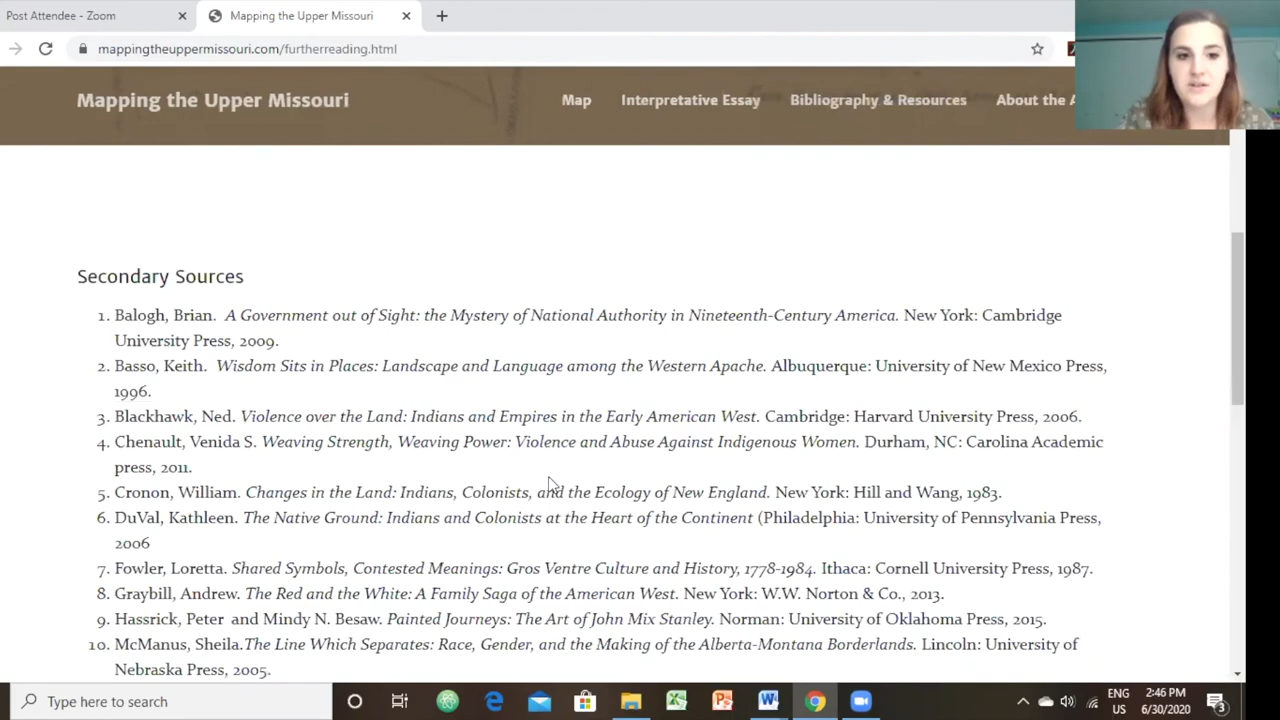 Post Attendee - Zoom
Mapping the Upper Missouri
mappingtheuppermissouri.com/furtherreading.html
Mapping the Upper Missouri
Map
Interpretative Essay
Bibliography & Resources
About the A
Secondary Sources
1. Balogh, Brian. A Government out of Sight: the Mystery of National Authority in Nineteenth-Century America. New York: Cambridge
University Press, 2009.
2. Basso, Keith. Wisdom Sits in Places: Landscape and Language among the Western Apache. Albuquerque: University of New Mexico Press,
1996.
3. Blackhawk, Ned. Violence over the Land: Indians and Empires in the Early American West. Cambridge: Harvard University Press, 2006.
4. Chenault, Venida S. Weaving Strength, Weaving Power: Violence and Abuse Against Indigenous Women. Durham, NC: Carolina Academic
press, 2011.
5. Cronon, William. Changes in the Land: Indians, Colonists, and the Ecology of New England. New York: Hill and Wang, 1983.
6. DuVal, Kathleen. The Native Ground: Indians and Colonists at the Heart of the Continent (Philadelphia: University of Pennsylvania Press,
2006
7. Fowler, Loretta. Shared Symbols, Contested Meanings: Gros Ventre Culture and History, 1778-1984. Ithaca: Cornell University Press, 1987.
8. Graybill, Andrew. The Red and the White: A Family Saga of the American West. New York: W.W. Norton & Co., 2013.
9. Hassrick, Peter and Mindy N. Besaw. Painted Journeys: The Art of John Mix Stanley. Norman: University of Oklahoma Press, 2015.
10. McManus, Sheila.The Line Which Separates: Race, Gender, and the Making of the Alberta-Montana Borderlands. Lincoln: University of
Nebraska Press, 2005.
Type here to search
ENG
US
2:46 PM
6/30/2020
3